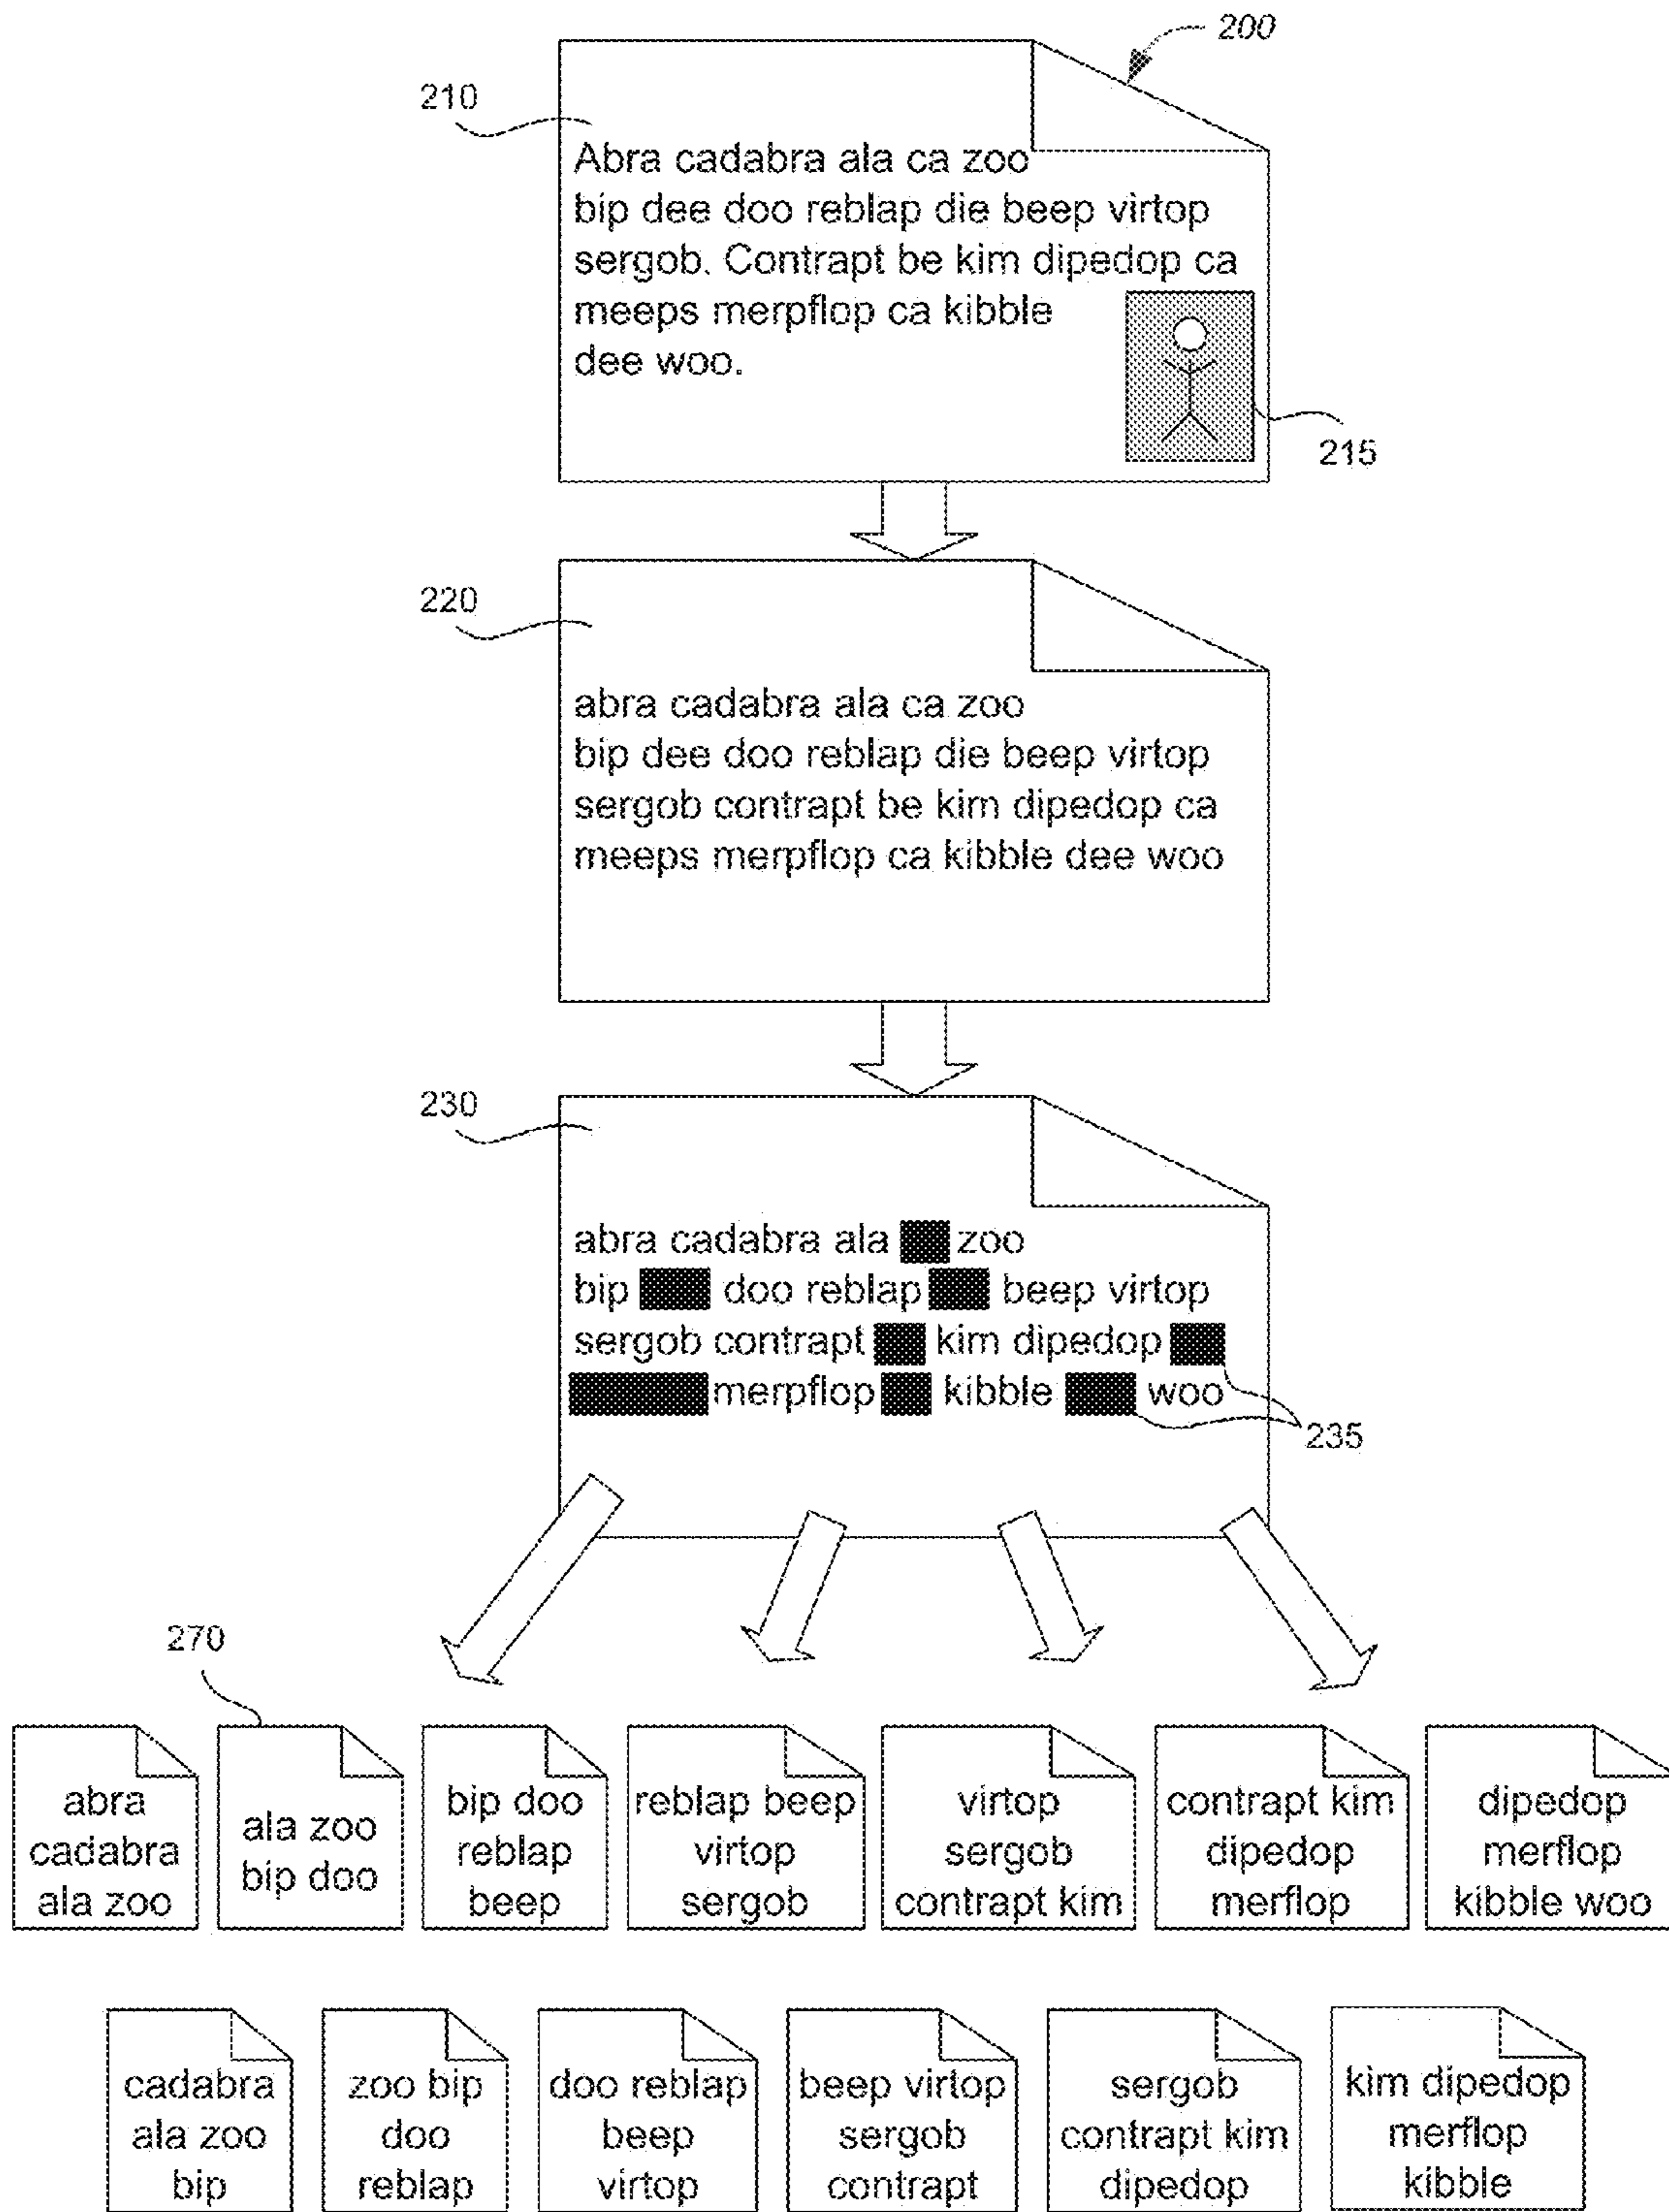 200
210
Abra cadabra ala ca zoo
bip dee doo reblap die beep virtop
sergob. Contrapt be kim dipedop ca
meeps merpflop ca kibble
dee woo.
215
220
abra cadabra ala ca zoo
bip dee doo reblap die beep virtop
sergob contrapt be kim dipedop ca
meeps merpflop ca kibble dee woo
230
abra cadabra ala zoo
bip doo reblap beep virtop
sergob contrapt kim dipedop
merpflop kibble woo
235
270
abra
cadabra
ala zoo
ala zoo
bip doo
bip doo
reblap
beep
reblap beep
virtop
sergob
virtop
sergob
contrapt kim
contrapt kim
dipedop
merflop
dipedop
merflop
kibble woo
cadabra
ala zoo
bip
zoo bip
doo
reblap
doo reblap
beep
virtop
beep virtop
sergob
contrapt
sergob
contrapt kim
dipedop
kim dipedop
merflop
kibble